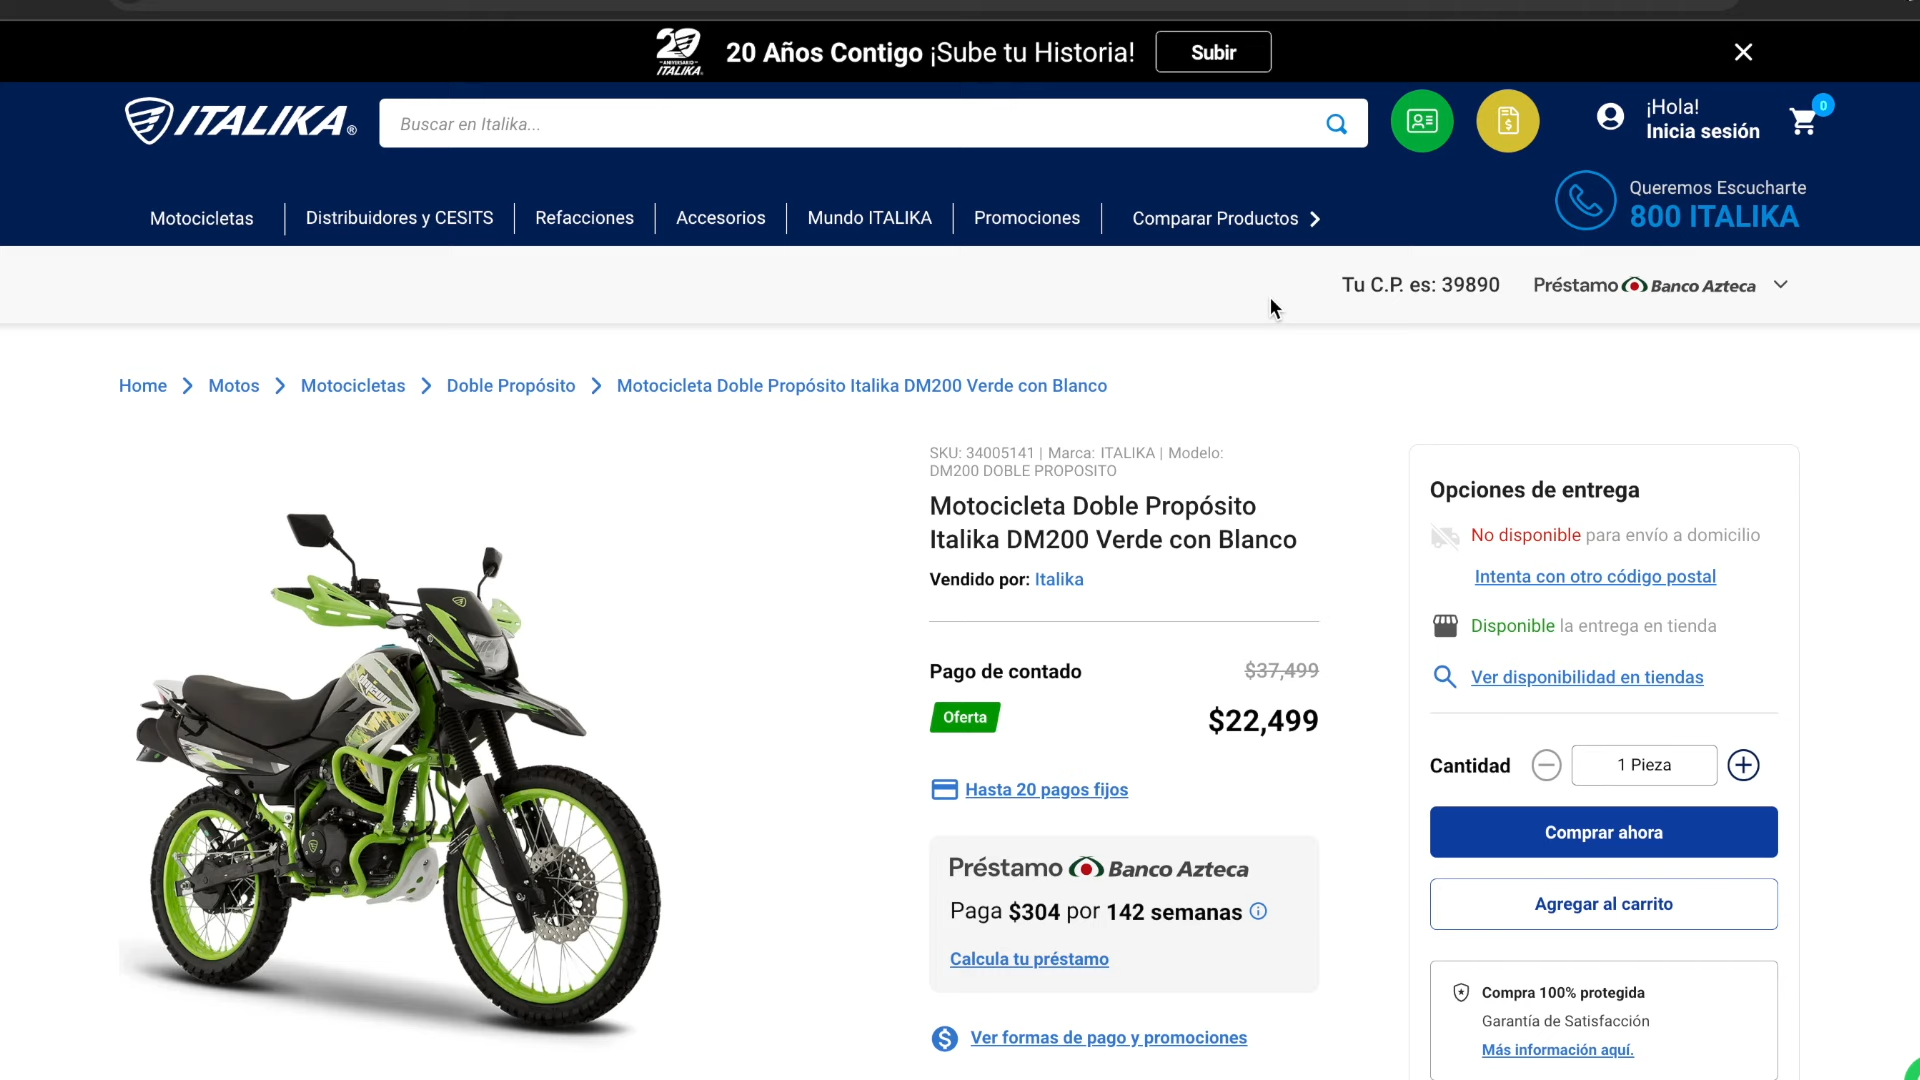 20 ANIVERSARIO ITALIKA
20 Años Contigo ¡Sube tu Historia!
Subir
ITALIKA®
Buscar en Italika...
¡Hola!
Inicia sesión
0
Queremos Escucharte
800 ITALIKA
Motocicletas
Distribuidores y CESITS
Refacciones
Accesorios
Mundo ITALIKA
Promociones
Comparar Productos
Tu C.P. es: 39890
Préstamo Banco Azteca
Home > Motos > Motocicletas > Doble Propósito > Motocicleta Doble Propósito Italika DM200 Verde con Blanco
SKU: 34005141 | Marca: ITALIKA | Modelo:
DM200 DOBLE PROPOSITO
Motocicleta Doble Propósito
Italika DM200 Verde con Blanco
Vendido por: Italika
Pago de contado
$37,499
Oferta
$22,499
Hasta 20 pagos fijos
Préstamo Banco Azteca
Paga $304 por 142 semanas
Calcula tu préstamo
Ver formas de pago y promociones
Opciones de entrega
No disponible para envío a domicilio
Intenta con otro código postal
Disponible la entrega en tienda
Ver disponibilidad en tiendas
Cantidad
1 Pieza
Comprar ahora
Agregar al carrito
Compra 100% protegida
Garantía de Satisfacción
Más información aquí.